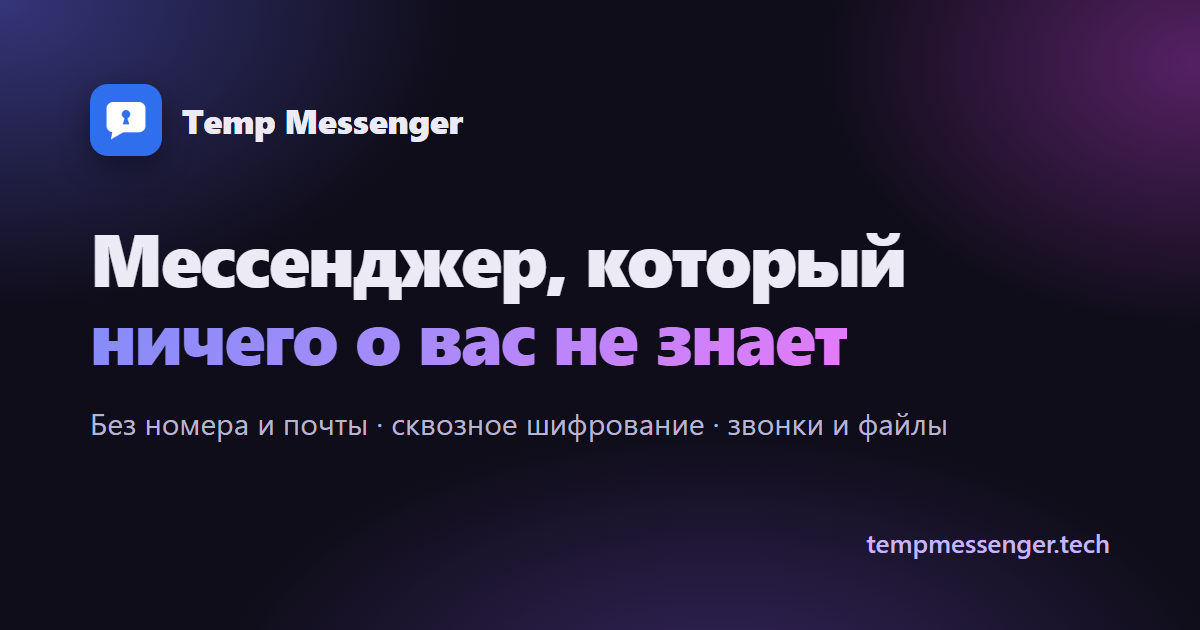 Temp Messenger
Мессенджер, который
ничего о вас не знает
Без номера и почты · сквозное шифрование · звонки и файлы
tempmessenger.tech